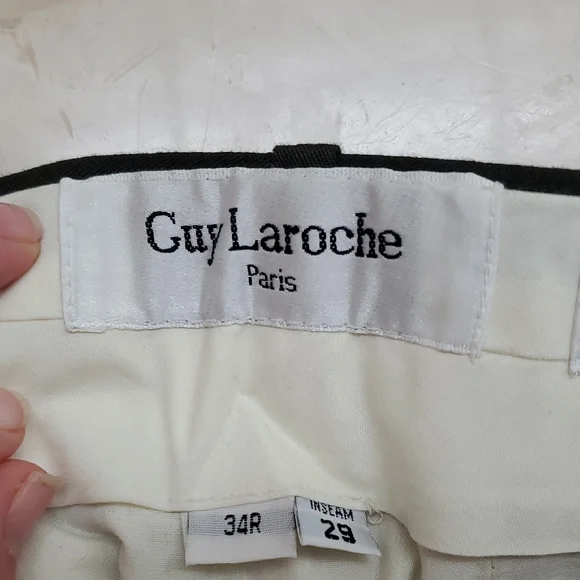 Guy Laroche
Paris
34R
INSEAM
29